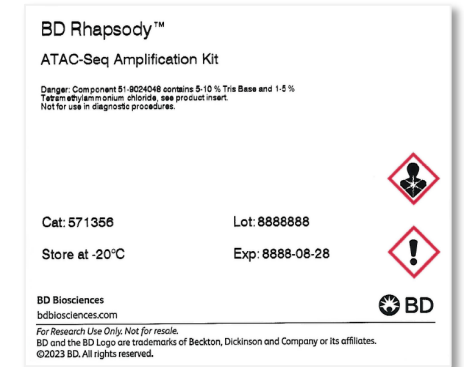 BD Rhapsody™
ATAC-Seq Amplification Kit
Danger: Component 51-9024048 contains 5-10 % Tris Base and 1-5 %
Tetramethylammonium chloride, see product insert.
Not for use in diagnostic procedures.
Cat: 571356 Lot: 8888888
Store at -20°C Exp: 8888-08-28
BD Biosciences
bdbiosciences.com
BD
For Research Use Only. Not for resale.
BD and the BD Logo are trademarks of Beckton, Dickinson and Company or its affiliates.
©2023 BD. All rights reserved.